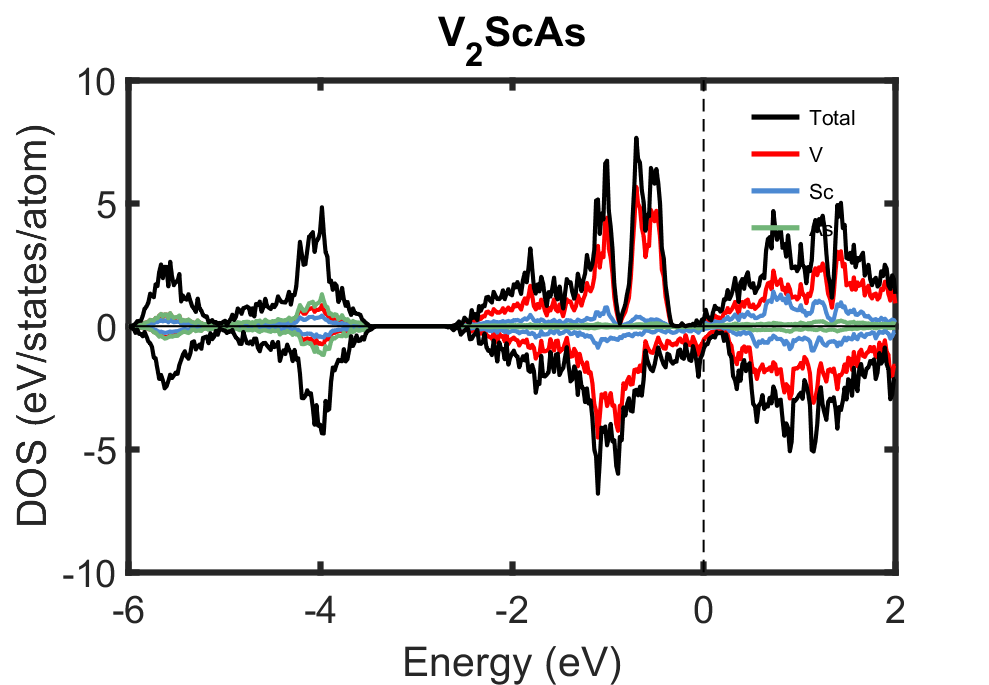 V2ScAs
10
5
0
-5
-10
DOS (eV/states/atom)
Total
V
Sc
As
-6
-4
-2
0
2
Energy (eV)